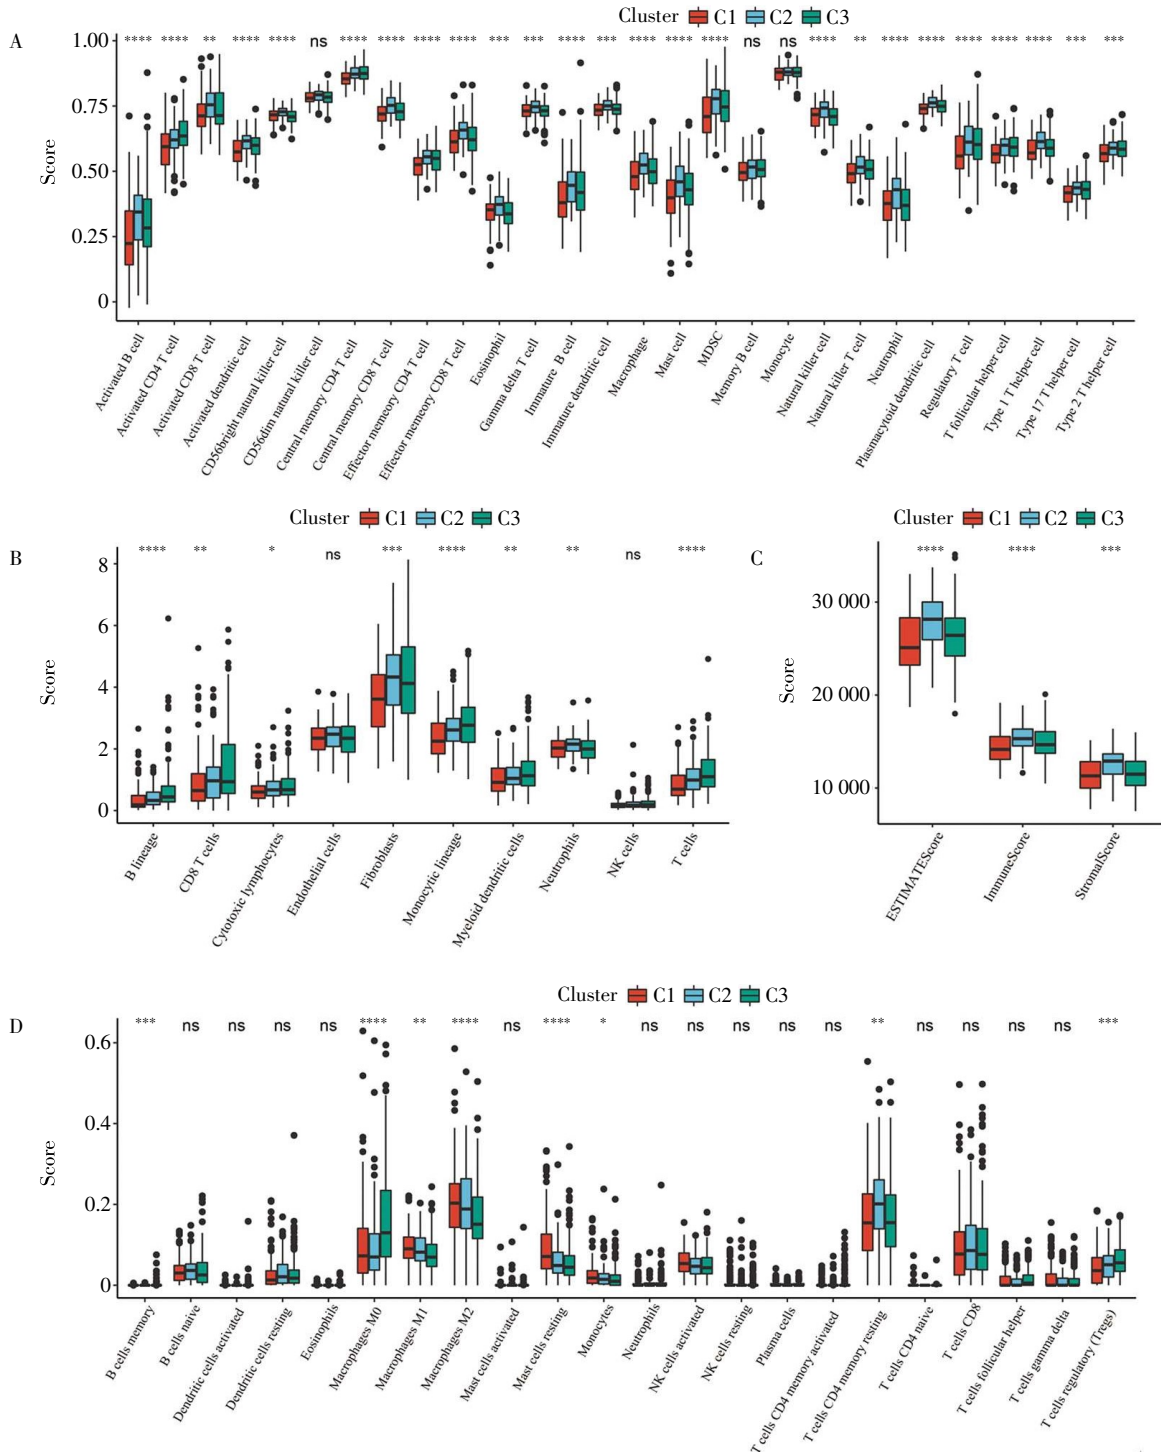 Cluster C1 C2 C3
A
1.00 **** **** ** **** **** ns **** **** **** **** *** *** **** *** **** **** **** ns ns **** ** **** **** **** **** **** *** ***
0.75
Score
0.50
0.25
0
Activated B cell
Activated CD4 T cell
Activated CD8 T cell
Activated dendritic cell
CD56bright natural killer cell
CD56dim natural killer cell
Central memory CD4 T cell
Central memory CD8 T cell
Effector memeory CD4 T cell
Effector memeory CD8 T cell
Eosinophil
Gamma delta T cell
Immature B cell
Immature dendritic cell
Macrophage
Mast cell
MDSC
Memory B cell
Monocyte
Natural killer cell
Natural killer T cell
Neutrophil
Plasmacytoid dendritic cell
Regulatory T cell
T follicular helper cell
Type 1 T helper cell
Type 17 T helper cell
Type 2 T helper cell
Cluster C1 C2 C3
B
**** ** * ns *** **** ** ** ns ****
8
6
Score
4
2
0
B lineage
CD8 T cells
Cytotoxic lymphocytes
Endothelial cells
Fibroblasts
Monocytic lineage
Myeloid dendritic cells
Neutrophils
NK cells
T cells
Cluster C1 C2 C3
C
**** **** ***
30 000
Score
20 000
10 000
ESTIMATEScore
ImmuneScore
StromalScore
Cluster C1 C2 C3
D
*** ns ns ns ns **** ** **** ns **** * ns ns ns ns ns ** ns ns ns ns ***
0.6
0.4
Score
0.2
0
B cells memory
B cells naive
Dendritic cells activated
Dendritic cells resting
Eosinophils
Macrophages M0
Macrophages M1
Macrophages M2
Mast cells activated
Mast cells resting
Monocytes
Neutrophils
NK cells activated
NK cells resting
Plasma cells
T cells CD4 memory activated
T cells CD4 memory resting
T cells CD4 naive
T cells CD8
T cells follicular helper
T cells gamma delta
T cells regulatory (Tregs)